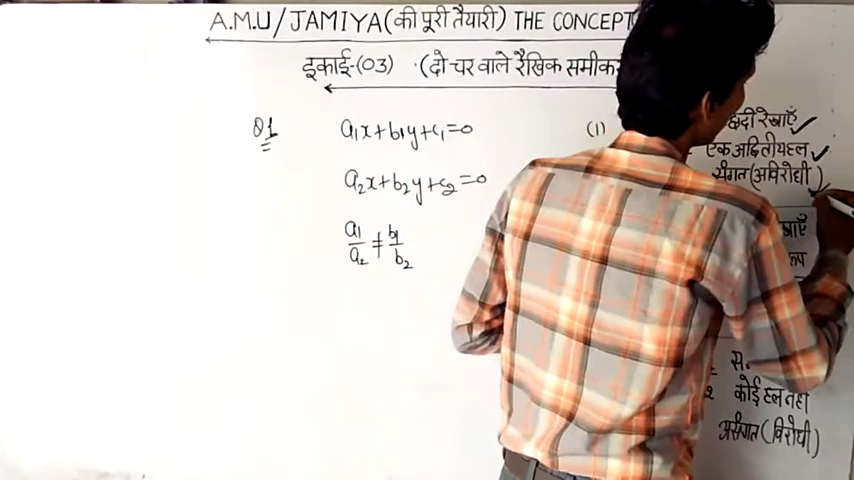 A.M.U/JAMIYA(की पूरी तैयारी) THE CONCEPT
इकाई-(03) (दो चर वाले रैखिक समीक
Q1 a₁x+b₁y+c₁=0
a₂x+b₂y+c₂=0
a₁/a₂ ≠ b₁/b₂
(1) छेदी रेखाएँ ✓
एक अद्वितीय हल ✓
संगत (अविरोधी)
कोई हल नहीं
असंगत (विरोधी)